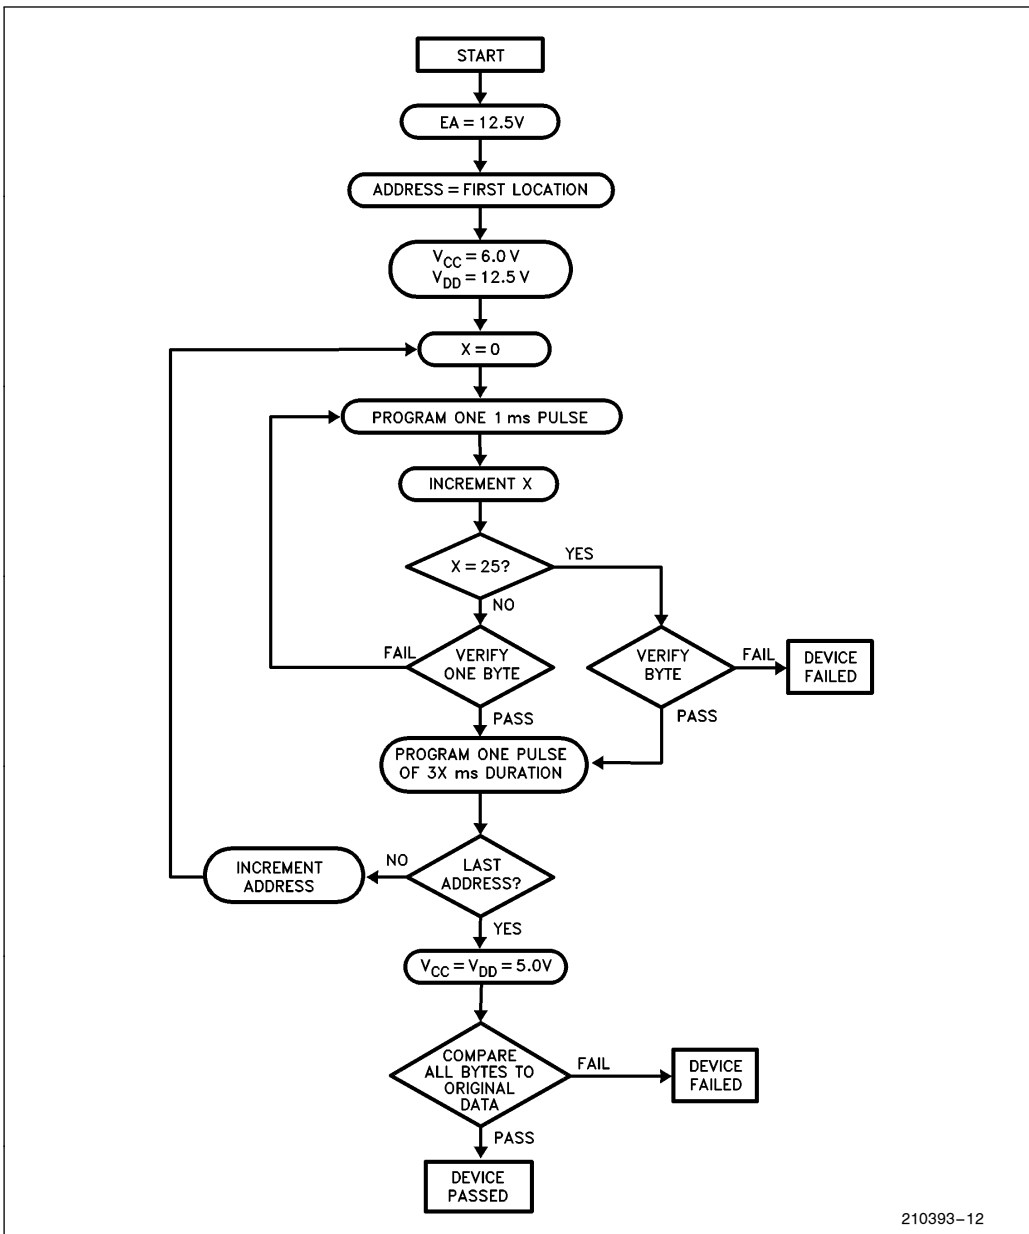 START
EA = 12.5V
ADDRESS = FIRST LOCATION
VCC = 6.0 V
VDD = 12.5 V
X = 0
PROGRAM ONE 1 ms PULSE
INCREMENT X
X = 25?
YES
NO
VERIFY
ONE BYTE
FAIL
VERIFY
BYTE
FAIL
DEVICE
FAILED
PASS
PASS
PROGRAM ONE PULSE
OF 3X ms DURATION
LAST
ADDRESS?
NO
INCREMENT
ADDRESS
YES
VCC = VDD = 5.0V
COMPARE
ALL BYTES TO
ORIGINAL
DATA
FAIL
DEVICE
FAILED
PASS
DEVICE
PASSED
210393–12